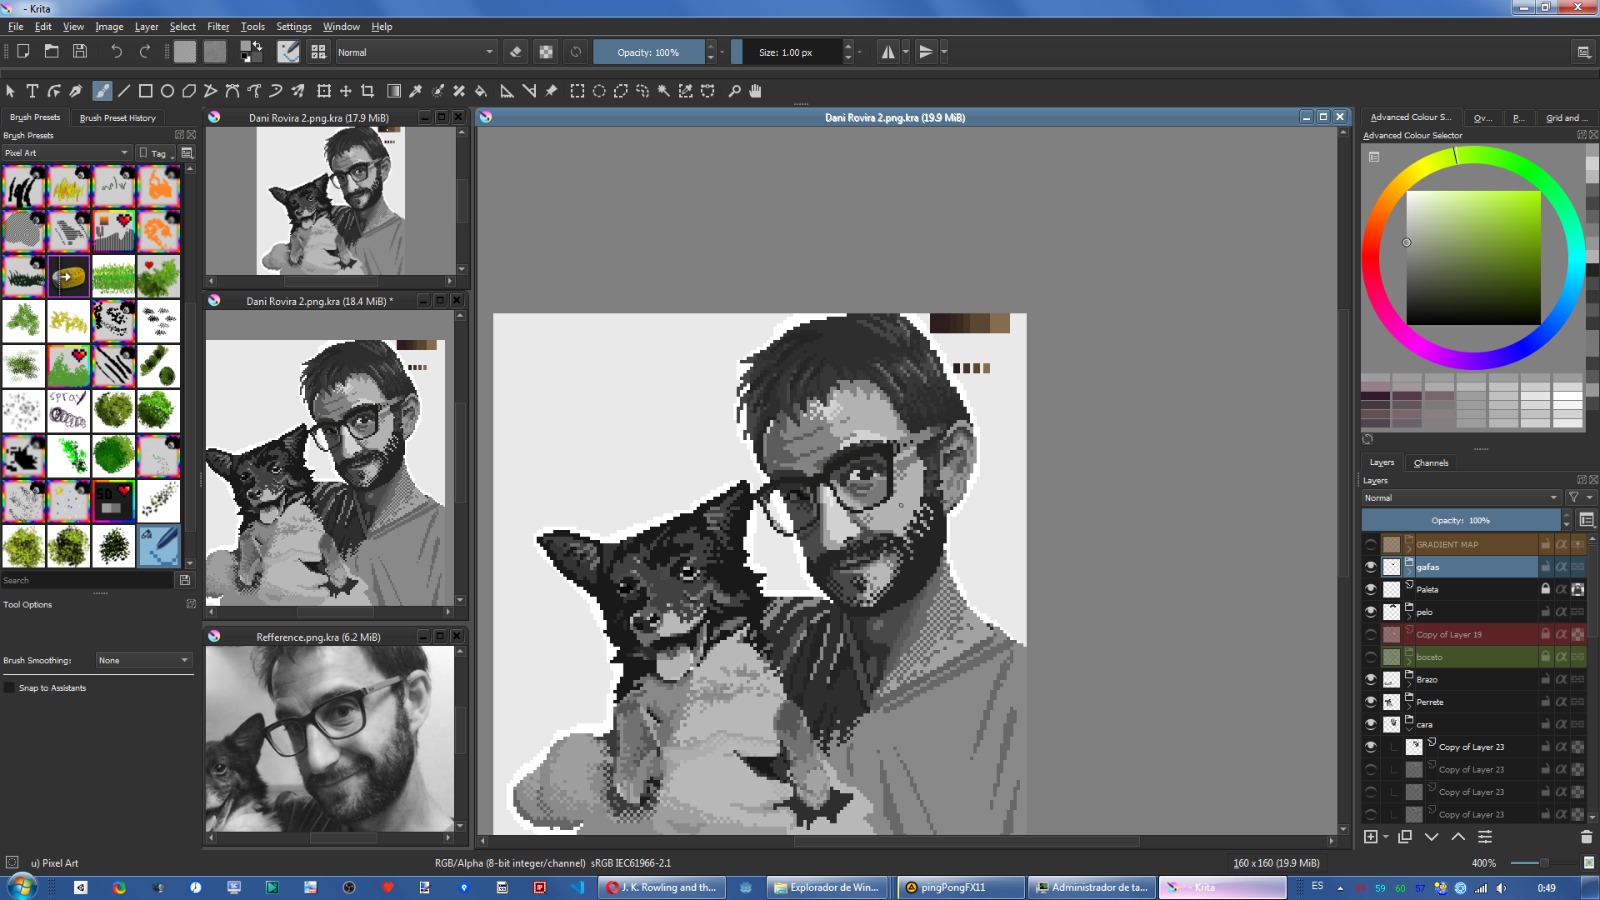 - Krita
File Edit View Image Layer Select Filter Tools Settings Window Help
Normal
Opacity: 100%
Size: 1.00 px
Brush Presets
Brush Preset History
Brush Presets
Pixel Art
Tag
spray
SD
Search
Tool Options
Brush Smoothing:
None
Snap to Assistants
Dani Rovira 2.png.kra (17.9 MiB)
Dani Rovira 2.png.kra (18.4 MiB) *
Refference.png.kra (6.2 MiB)
Dani Rovira 2.png.kra (19.9 MiB)
Advanced Colour S...
Ov...
P...
Grid and ...
Advanced Colour Selector
Layers
Channels
Layers
Normal
Opacity: 100%
GRADIENT MAP
gafas
Paleta
pelo
Copy of Layer 19
boceto
Brazo
Perrete
cara
Copy of Layer 23
Copy of Layer 23
Copy of Layer 23
Copy of Layer 23
u) Pixel Art
RGB/Alpha (8-bit integer/channel) sRGB IEC61966-2.1
160 x 160 (19.9 MiB)
400%
J. K. Rowling and th...
Explorador de Win...
pingPongFX11
Administrador de ta...
- Krita
ES
59
60
57
0:49